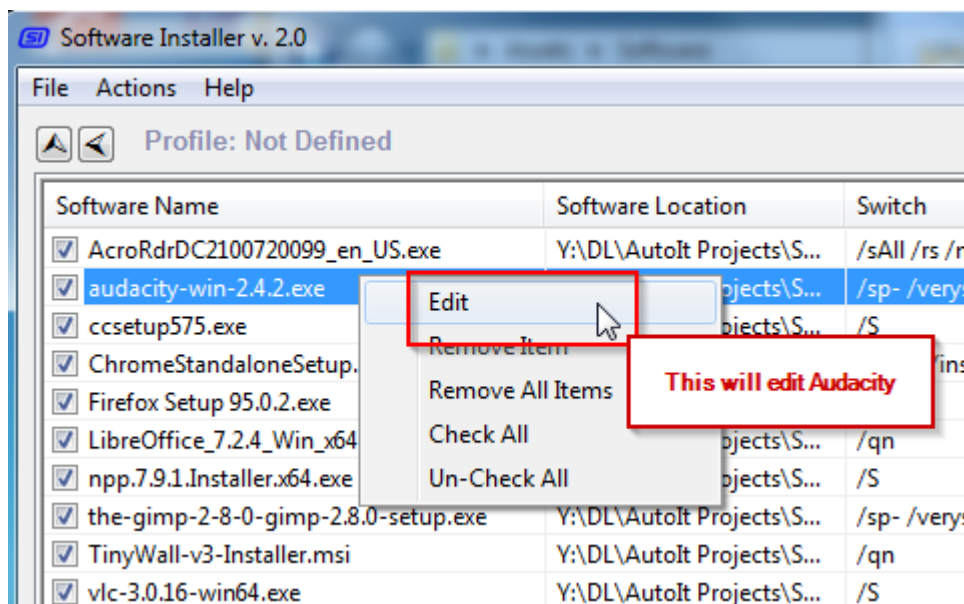 SI Software Installer v. 2.0
File Actions Help
Profile: Not Defined
Software Name Software Location Switch
AcroRdrDC2100720099_en_US.exe Y:\DL\AutoIt Projects\S... /sAll /rs /r
audacity-win-2.4.2.exe ojects\S... /sp- /verys
ccsetup575.exe ojects\S... /S
ChromeStandaloneSetup. ins
Firefox Setup 95.0.2.exe
LibreOffice_7.2.4_Win_x64 ojects\S... /qn
npp.7.9.1.Installer.x64.exe ojects\S... /S
the-gimp-2-8-0-gimp-2.8.0-setup.exe Y:\DL\AutoIt Projects\S... /sp- /verys
TinyWall-v3-Installer.msi Y:\DL\AutoIt Projects\S... /qn
vlc-3.0.16-win64.exe Y:\DL\AutoIt Projects\S... /S
Edit
Remove Item
Remove All Items
Check All
Un-Check All
This will edit Audacity